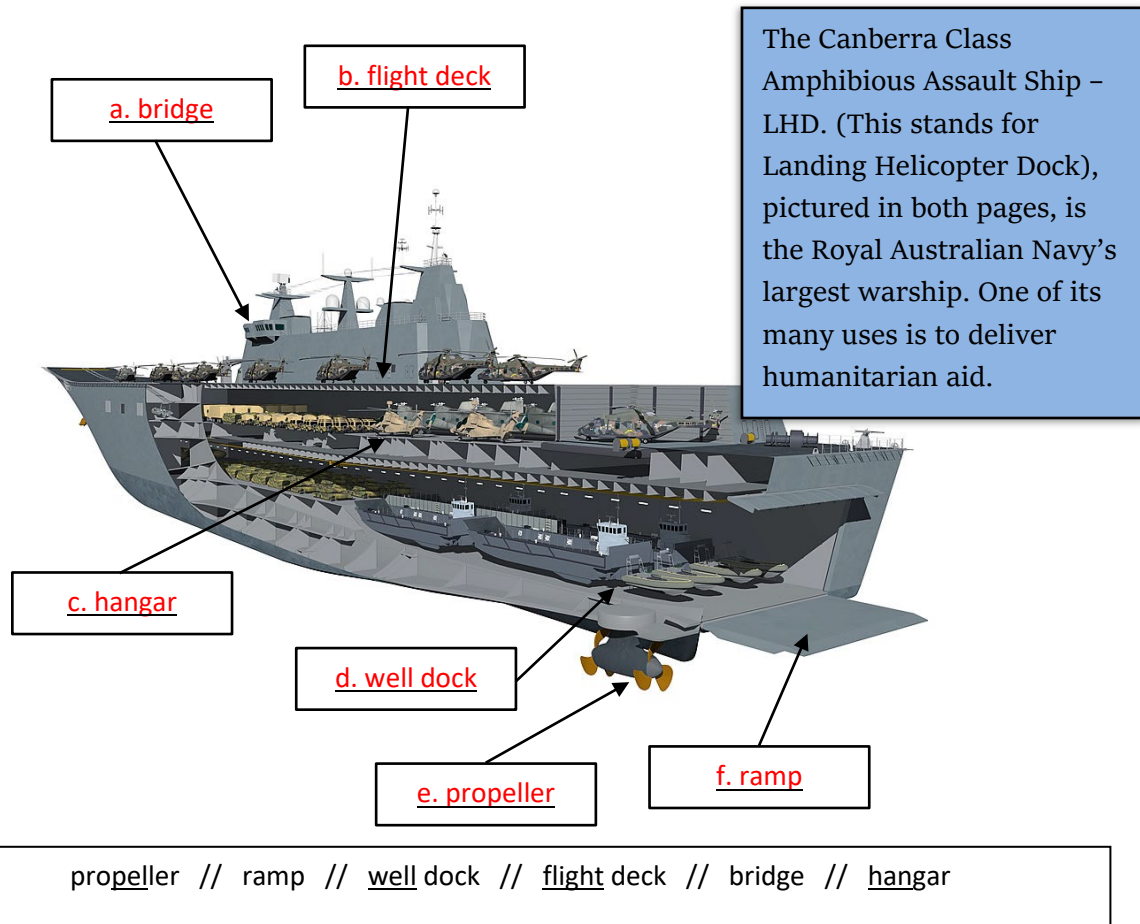 b. flight deck
a. bridge
The Canberra Class
Amphibious Assault Ship –
LHD. (This stands for
Landing Helicopter Dock),
pictured in both pages, is
the Royal Australian Navy’s
largest warship. One of its
many uses is to deliver
humanitarian aid.
c. hangar
d. well dock
e. propeller
f. ramp
propeller // ramp // well dock // flight deck // bridge // hangar